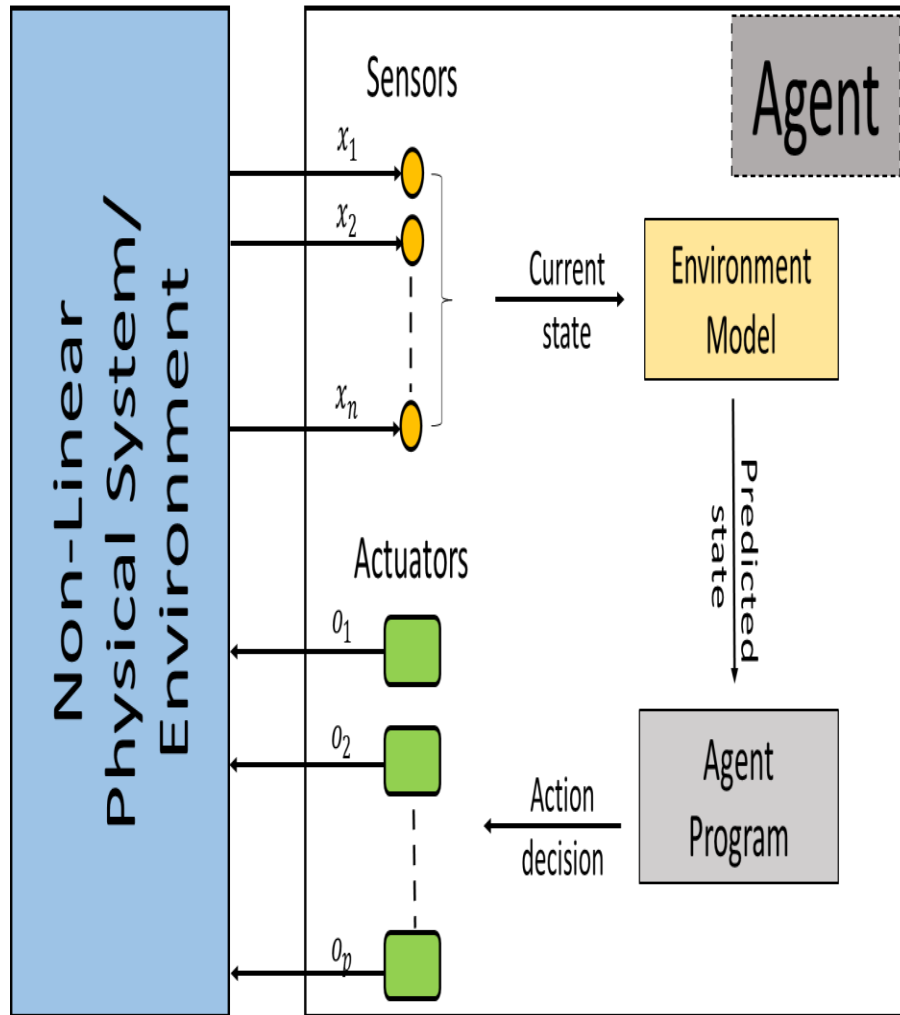 Non-Linear
Physical System/
Environment
Sensors
x₁
x₂
xₙ
Agent
Current
state
Environment
Model
Predicted
state
Actuators
o₁
o₂
oₚ
Action
decision
Agent
Program